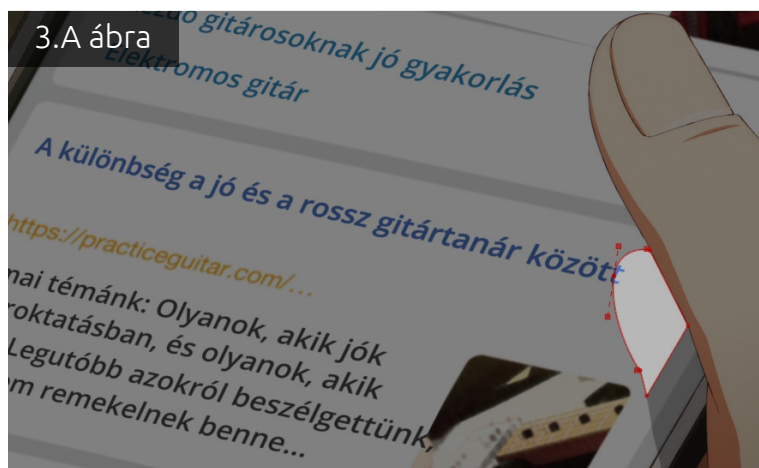 3.A ábra
gitárosoknak jó gyakorlás
Elektromos gitár
A különbség a jó és a rossz gitártanár között
https://practiceguitar.com/...
mai témánk: Olyanok, akik jók
oktatásban, és olyanok, akik
Legutóbb azokról beszélgettünk,
remekelnek benne...